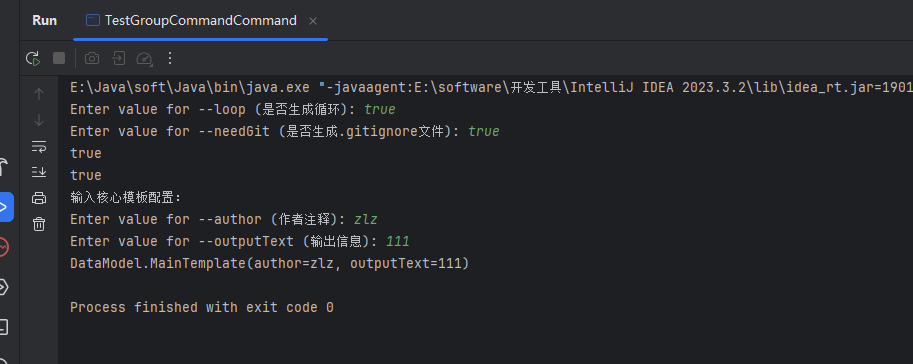 Run TestGroupCommandCommand
E:\Java\soft\Java\bin\java.exe "-javaagent:E:\software\开发工具\IntelliJ IDEA 2023.3.2\lib\idea_rt.jar=1901
Enter value for --loop (是否生成循环): true
Enter value for --needGit (是否生成.gitignore文件): true
true
true
输入核心模板配置:
Enter value for --author (作者注释): zlz
Enter value for --outputText (输出信息): 111
DataModel.MainTemplate(author=zlz, outputText=111)
Process finished with exit code 0